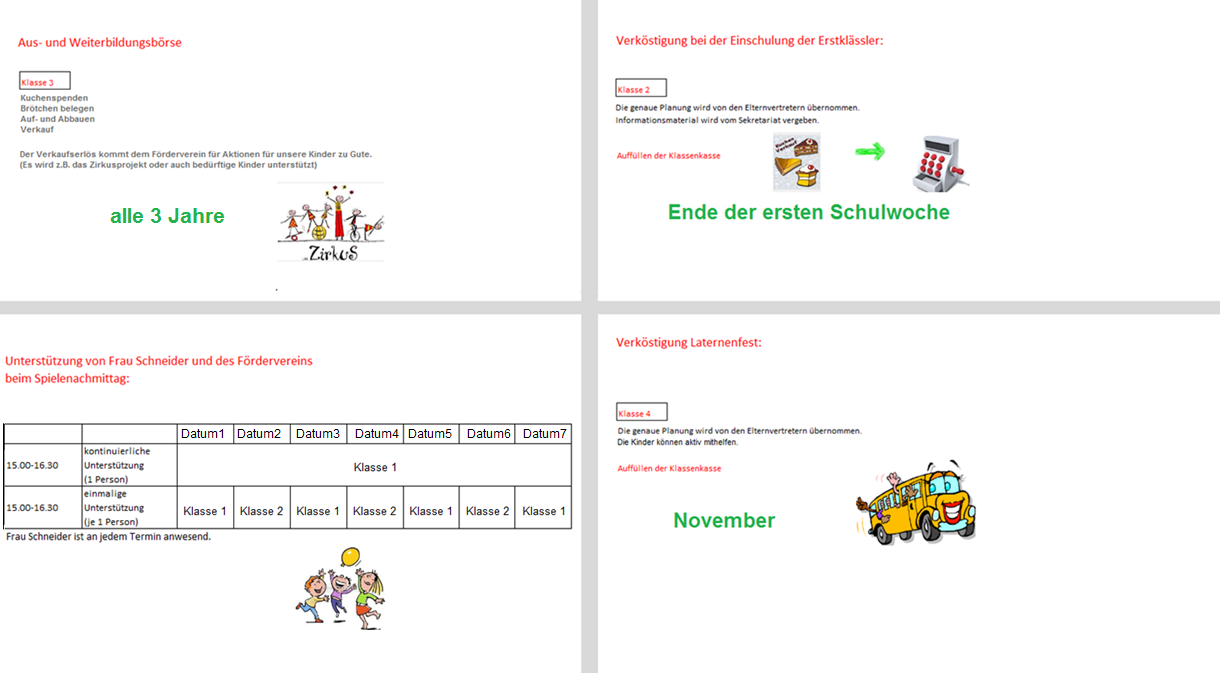 Aus- und Weiterbildungsbörse
Klasse 3
Kuchenspenden
Brötchen belegen
Auf- und Abbauen
Verkauf
Der Verkaufserlös kommt dem Förderverein für Aktionen für unsere Kinder zu Gute.
(Es wird z.B. das Zirkusprojekt oder auch bedürftige Kinder unterstützt)
alle 3 Jahre
Zirkus
Verköstigung bei der Einschulung der Erstklässler:
Klasse 2
Die genaue Planung wird von den Elternvertretern übernommen.
Informationsmaterial wird vom Sekretariat vergeben.
Kuchen
Verkauf
Auffüllen der Klassenkasse
Ende der ersten Schulwoche
Unterstützung von Frau Schneider und des Fördervereins
beim Spielenachmittag:
Datum1 Datum2 Datum3 Datum4 Datum5 Datum6 Datum7
15.00-16.30 kontinuierliche Unterstützung (1 Person) Klasse 1
15.00-16.30 einmalige Unterstützung (je 1 Person) Klasse 1 Klasse 2 Klasse 1 Klasse 2 Klasse 1 Klasse 2 Klasse 1
Frau Schneider ist an jedem Termin anwesend.
Verköstigung Laternenfest:
Klasse 4
Die genaue Planung wird von den Elternvertretern übernommen.
Die Kinder können aktiv mithelfen.
Auffüllen der Klassenkasse
November